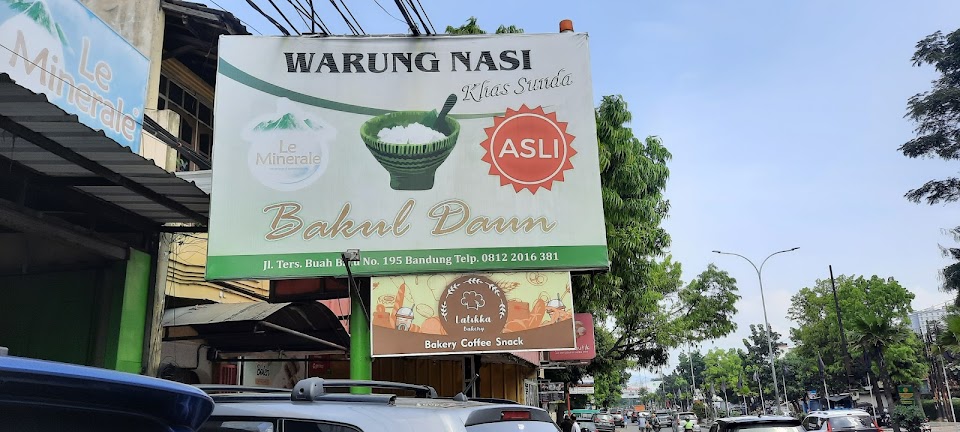 Le
Minerale
WARUNG NASI
Khas Sunda
Le
Minerale
ASLI
Bakul Daun
Jl. Ters. Buah Batu No. 195 Bandung Telp. 0812 2016 381
Latikka
Bakery
Bakery Coffee Snack